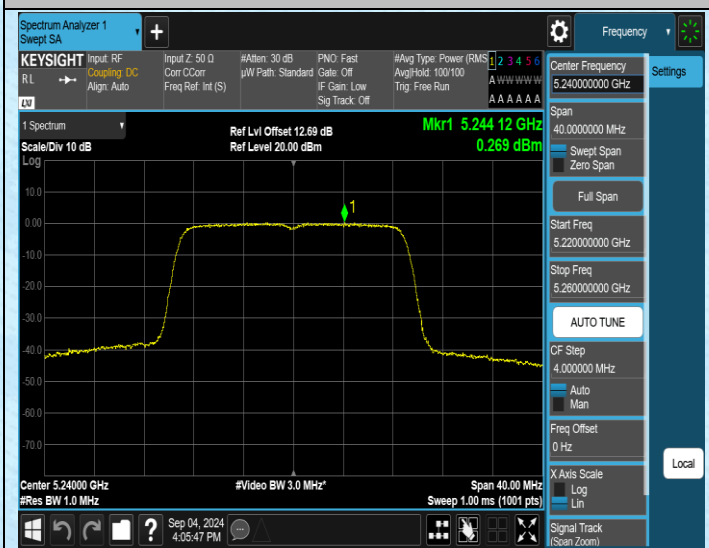 Spectrum Analyzer 1
Swept SA
+
Frequency
KEYSIGHT
RL
LXI
Input: RF
Coupling: DC
Align: Auto
Input Z: 50 Ω
Corr CCorr
Freq Ref: Int (S)
#Atten: 30 dB
µW Path: Standard
PNO: Fast
Gate: Off
IF Gain: Low
Sig Track: Off
#Avg Type: Power (RMS
Avg|Hold: 100/100
Trig: Free Run
1 2 3 4 5 6
A W W W W W
A A A A A A
1 Spectrum
Scale/Div 10 dB
Ref Lvl Offset 12.69 dB
Ref Level 20.00 dBm
Mkr1 5.244 12 GHz
0.269 dBm
Log
10.0
0.00
-10.0
-20.0
-30.0
-40.0
-50.0
-60.0
-70.0
1
Center 5.24000 GHz
#Res BW 1.0 MHz
#Video BW 3.0 MHz*
Span 40.00 MHz
Sweep 1.00 ms (1001 pts)
Center Frequency
5.240000000 GHz
Settings
Span
40.0000000 MHz
Swept Span
Zero Span
Full Span
Start Freq
5.220000000 GHz
Stop Freq
5.260000000 GHz
AUTO TUNE
CF Step
4.000000 MHz
Auto
Man
Freq Offset
0 Hz
X Axis Scale
Log
Lin
Local
Signal Track
(Span Zoom)
?
Sep 04, 2024
4:05:47 PM